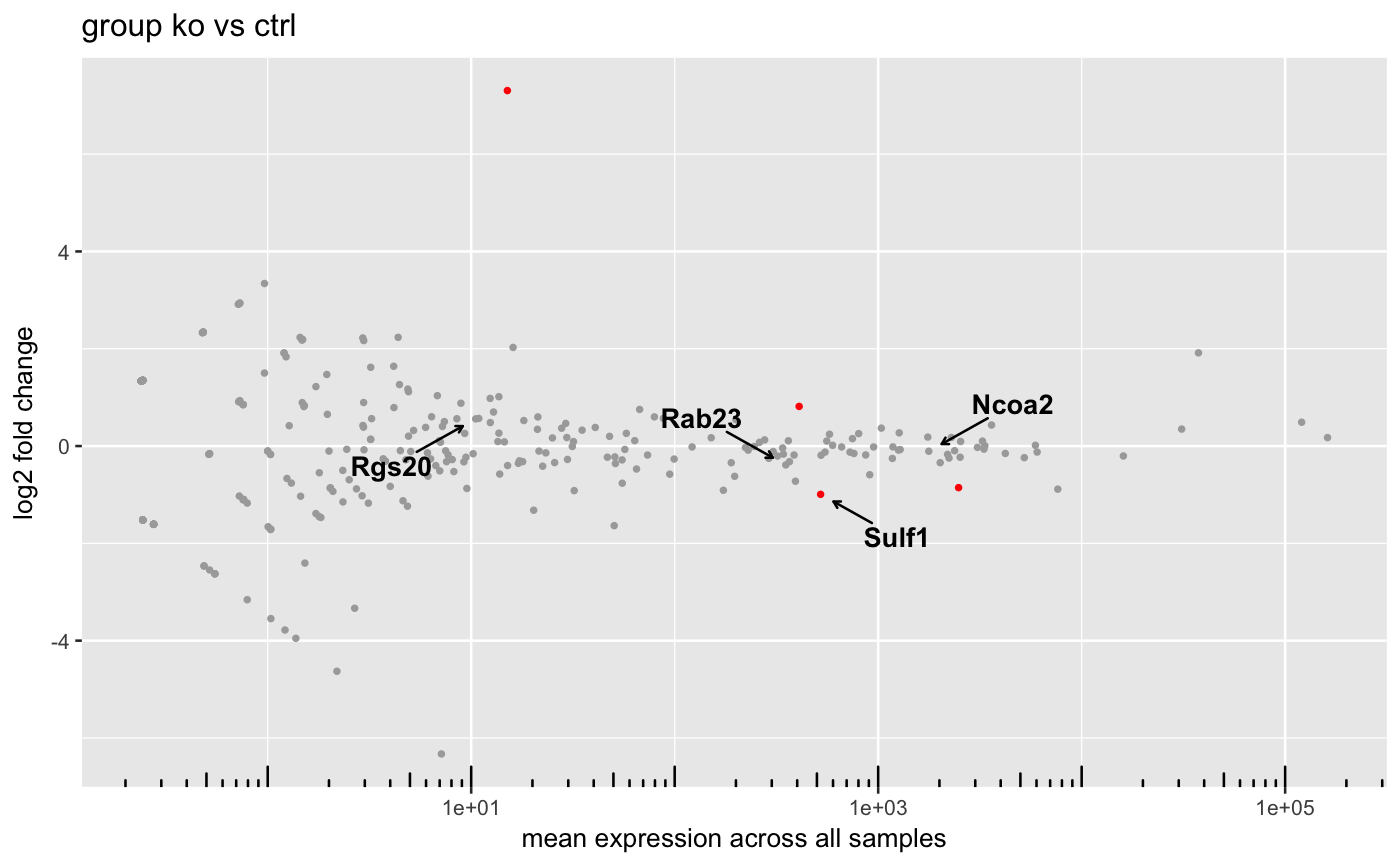 group ko vs ctrl
log2 fold change
4
0
-4
Rab23
Ncoa2
Rgs20
Sulf1
1e+01
1e+03
1e+05
mean expression across all samples